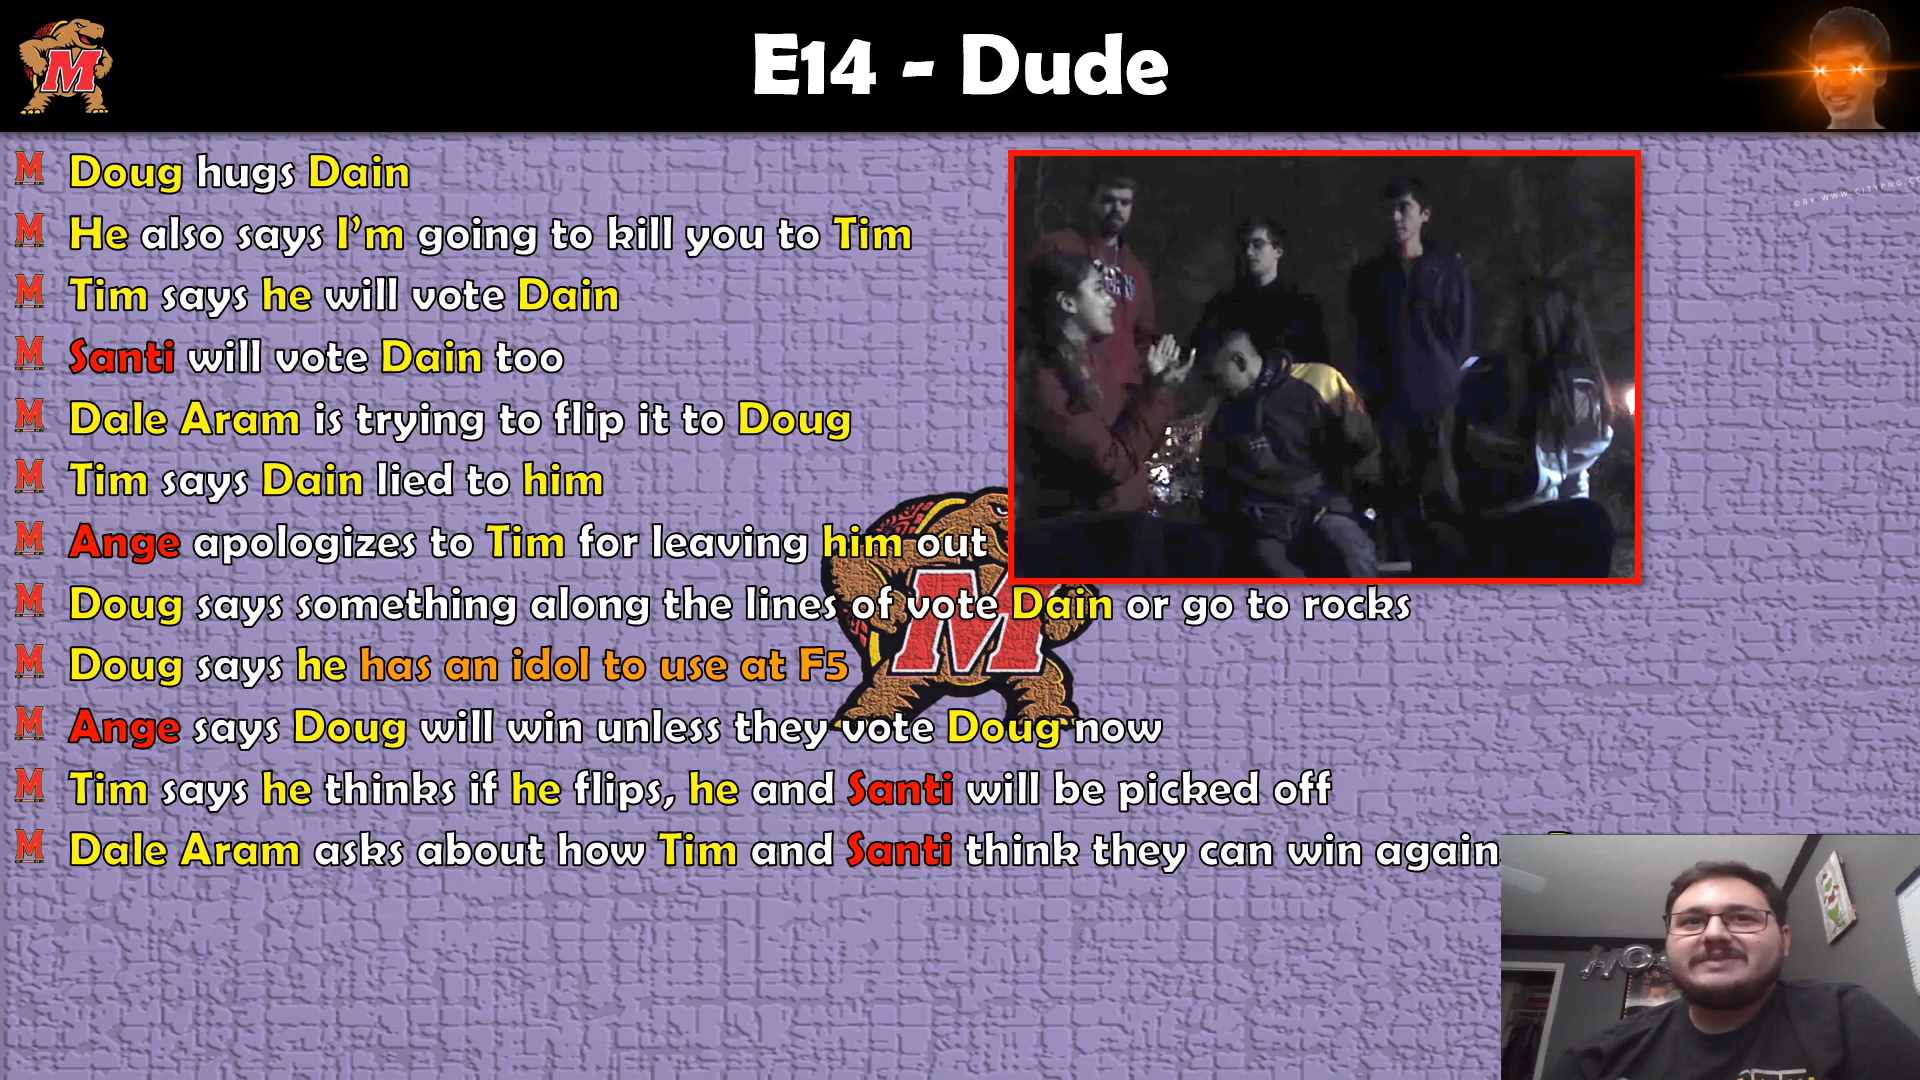 E14 - Dude
M
©BY WWW.CITYPNG.CO
Doug hugs Dain
He also says I'm going to kill you to Tim
Tim says he will vote Dain
Santi will vote Dain too
Dale Aram is trying to flip it to Doug
Tim says Dain lied to him
Ange apologizes to Tim for leaving him out
Doug says something along the lines of vote Dain or go to rocks
Doug says he has an idol to use at F5
Ange says Doug will win unless they vote Doug now
Tim says he thinks if he flips, he and Santi will be picked off
Dale Aram asks about how Tim and Santi think they can win again
M